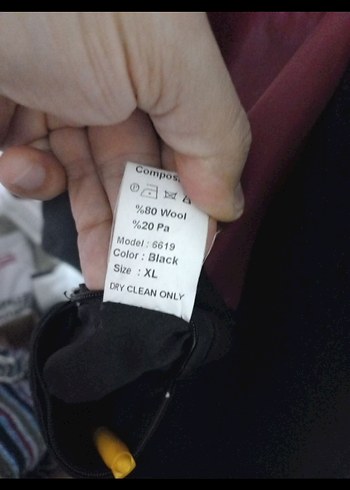 Compos
%80 Wool
%20 Pa
Model : 6619
Color : Black
Size : XL
DRY CLEAN ONLY